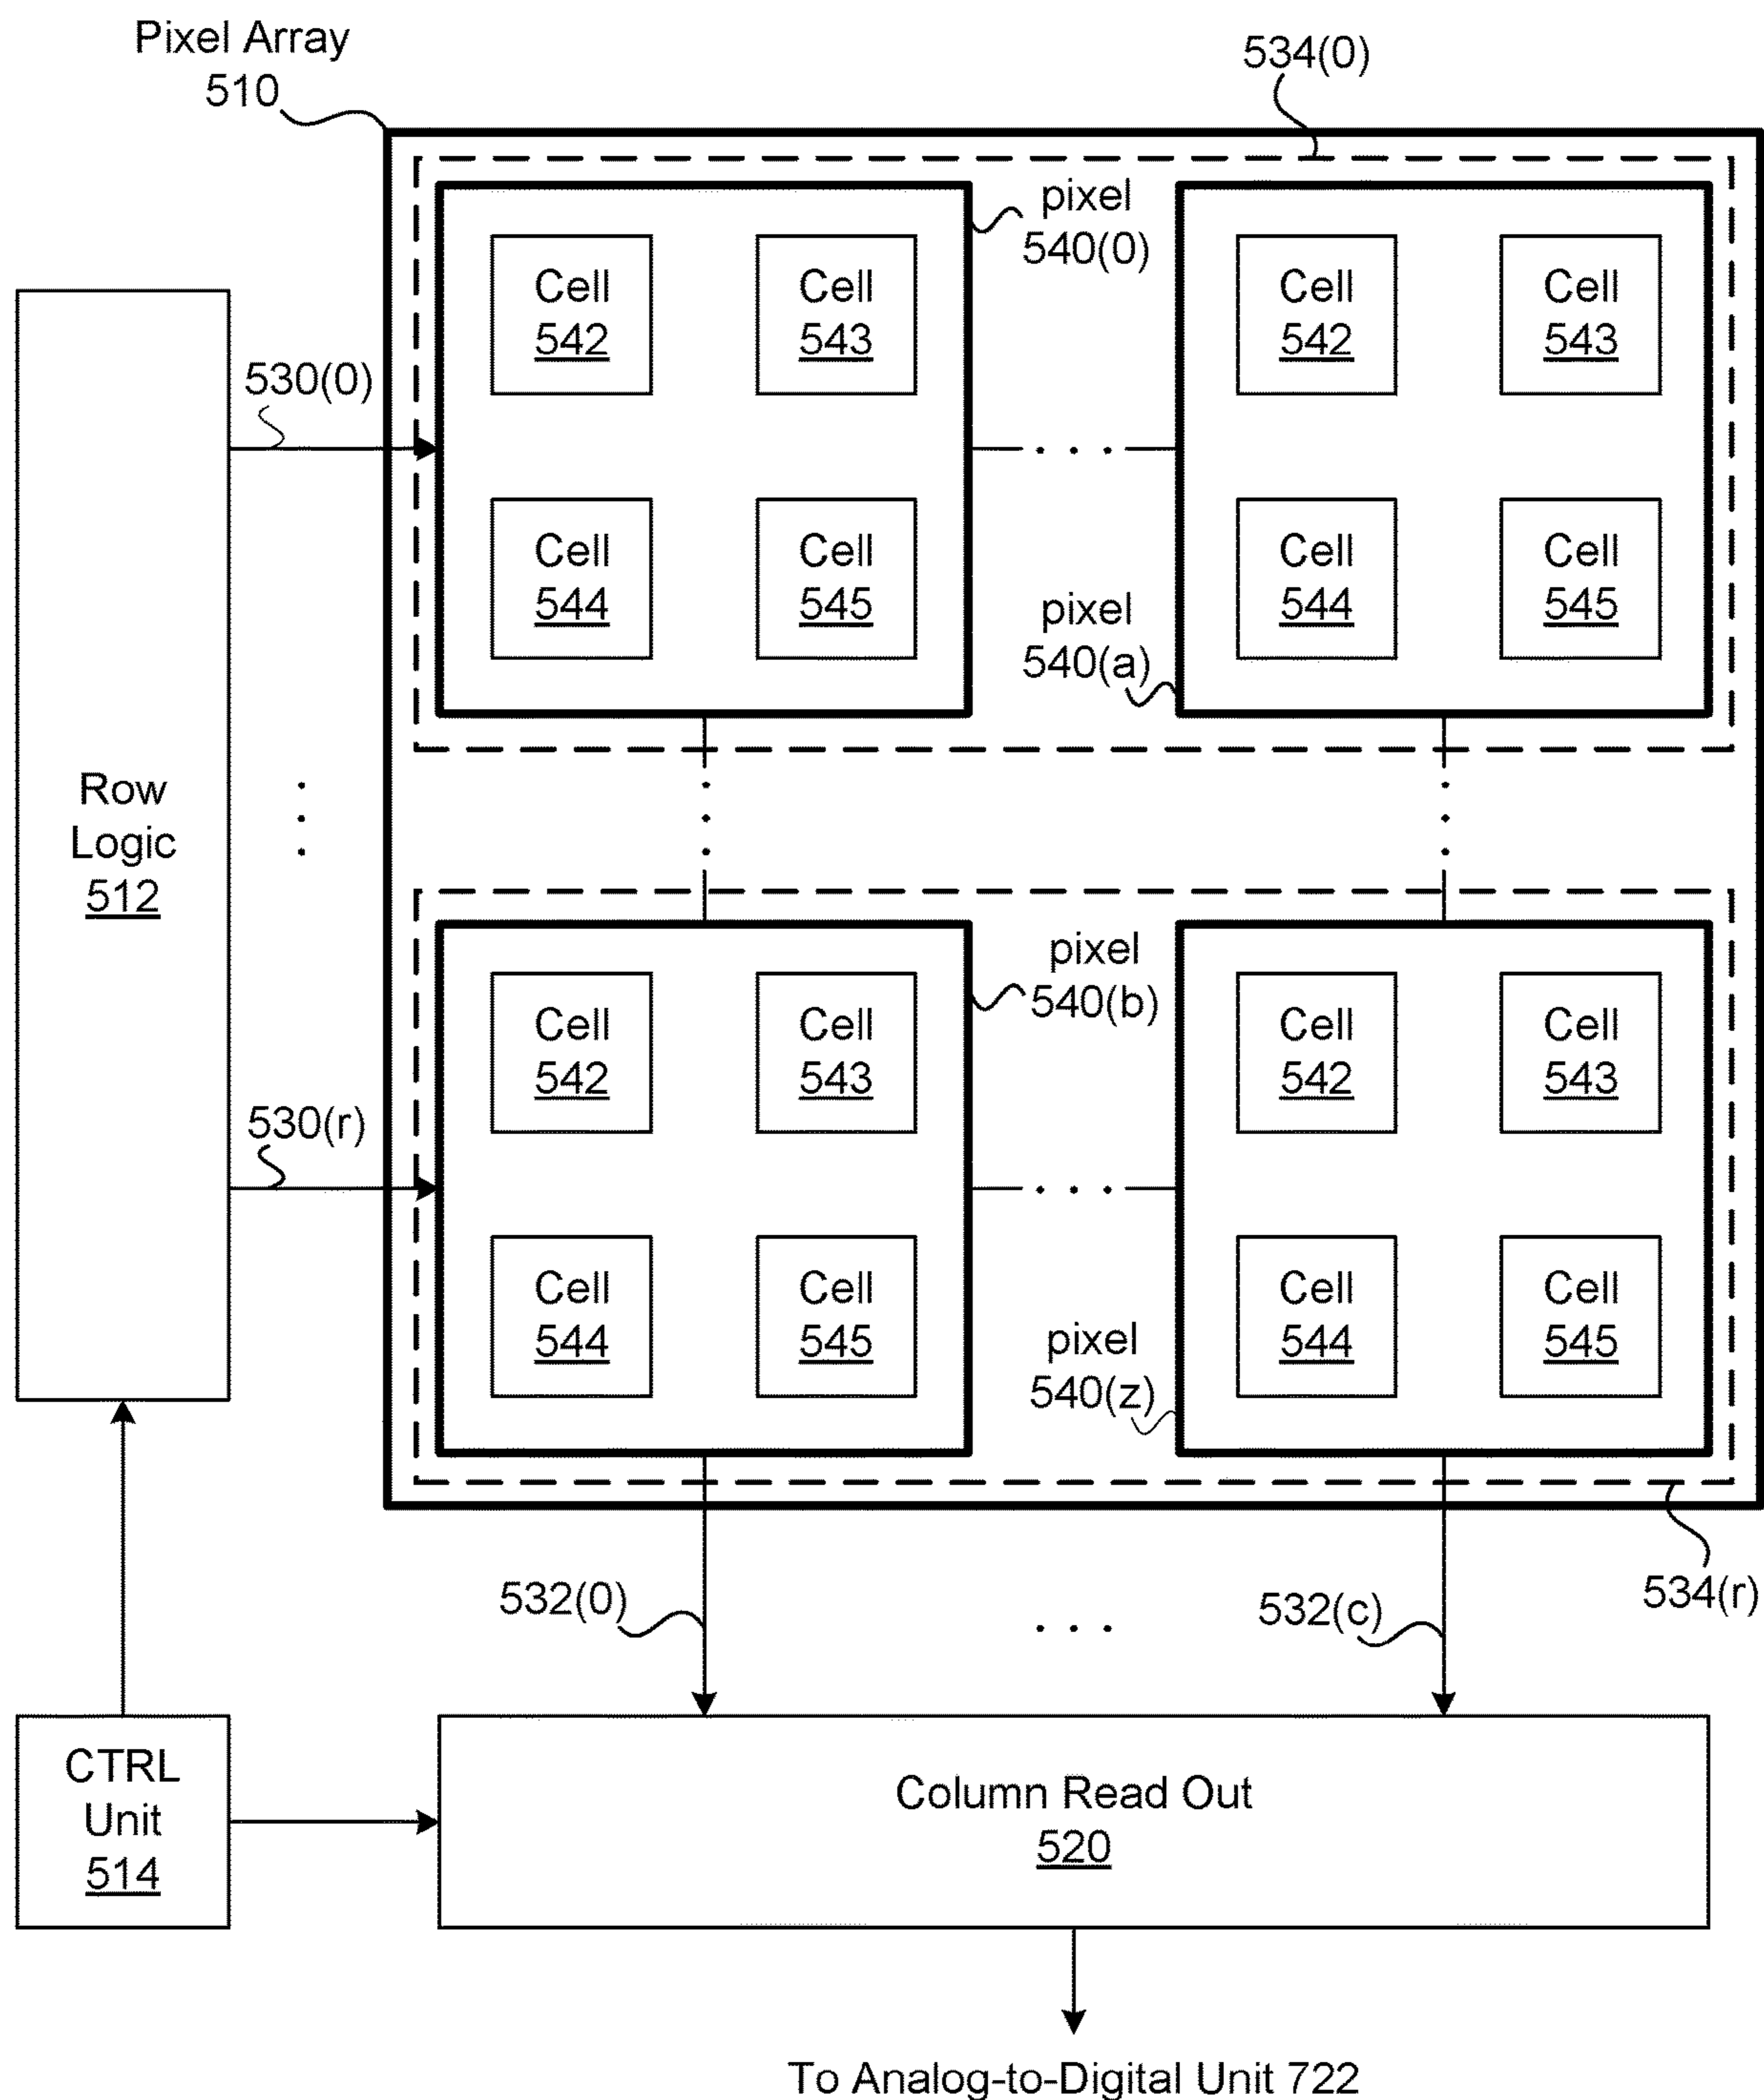 Pixel Array
510
534(0)
pixel
540(0)
Cell
542
Cell
543
Cell
542
Cell
543
530(0)
. . .
Cell
544
Cell
545
pixel
540(a)
Cell
544
Cell
545
Row
Logic
512
pixel
540(b)
Cell
542
Cell
543
Cell
542
Cell
543
530(r)
. . .
Cell
544
Cell
545
pixel
540(z)
Cell
544
Cell
545
532(0)
. . .
532(c)
534(r)
CTRL
Unit
514
Column Read Out
520
To Analog-to-Digital Unit 722